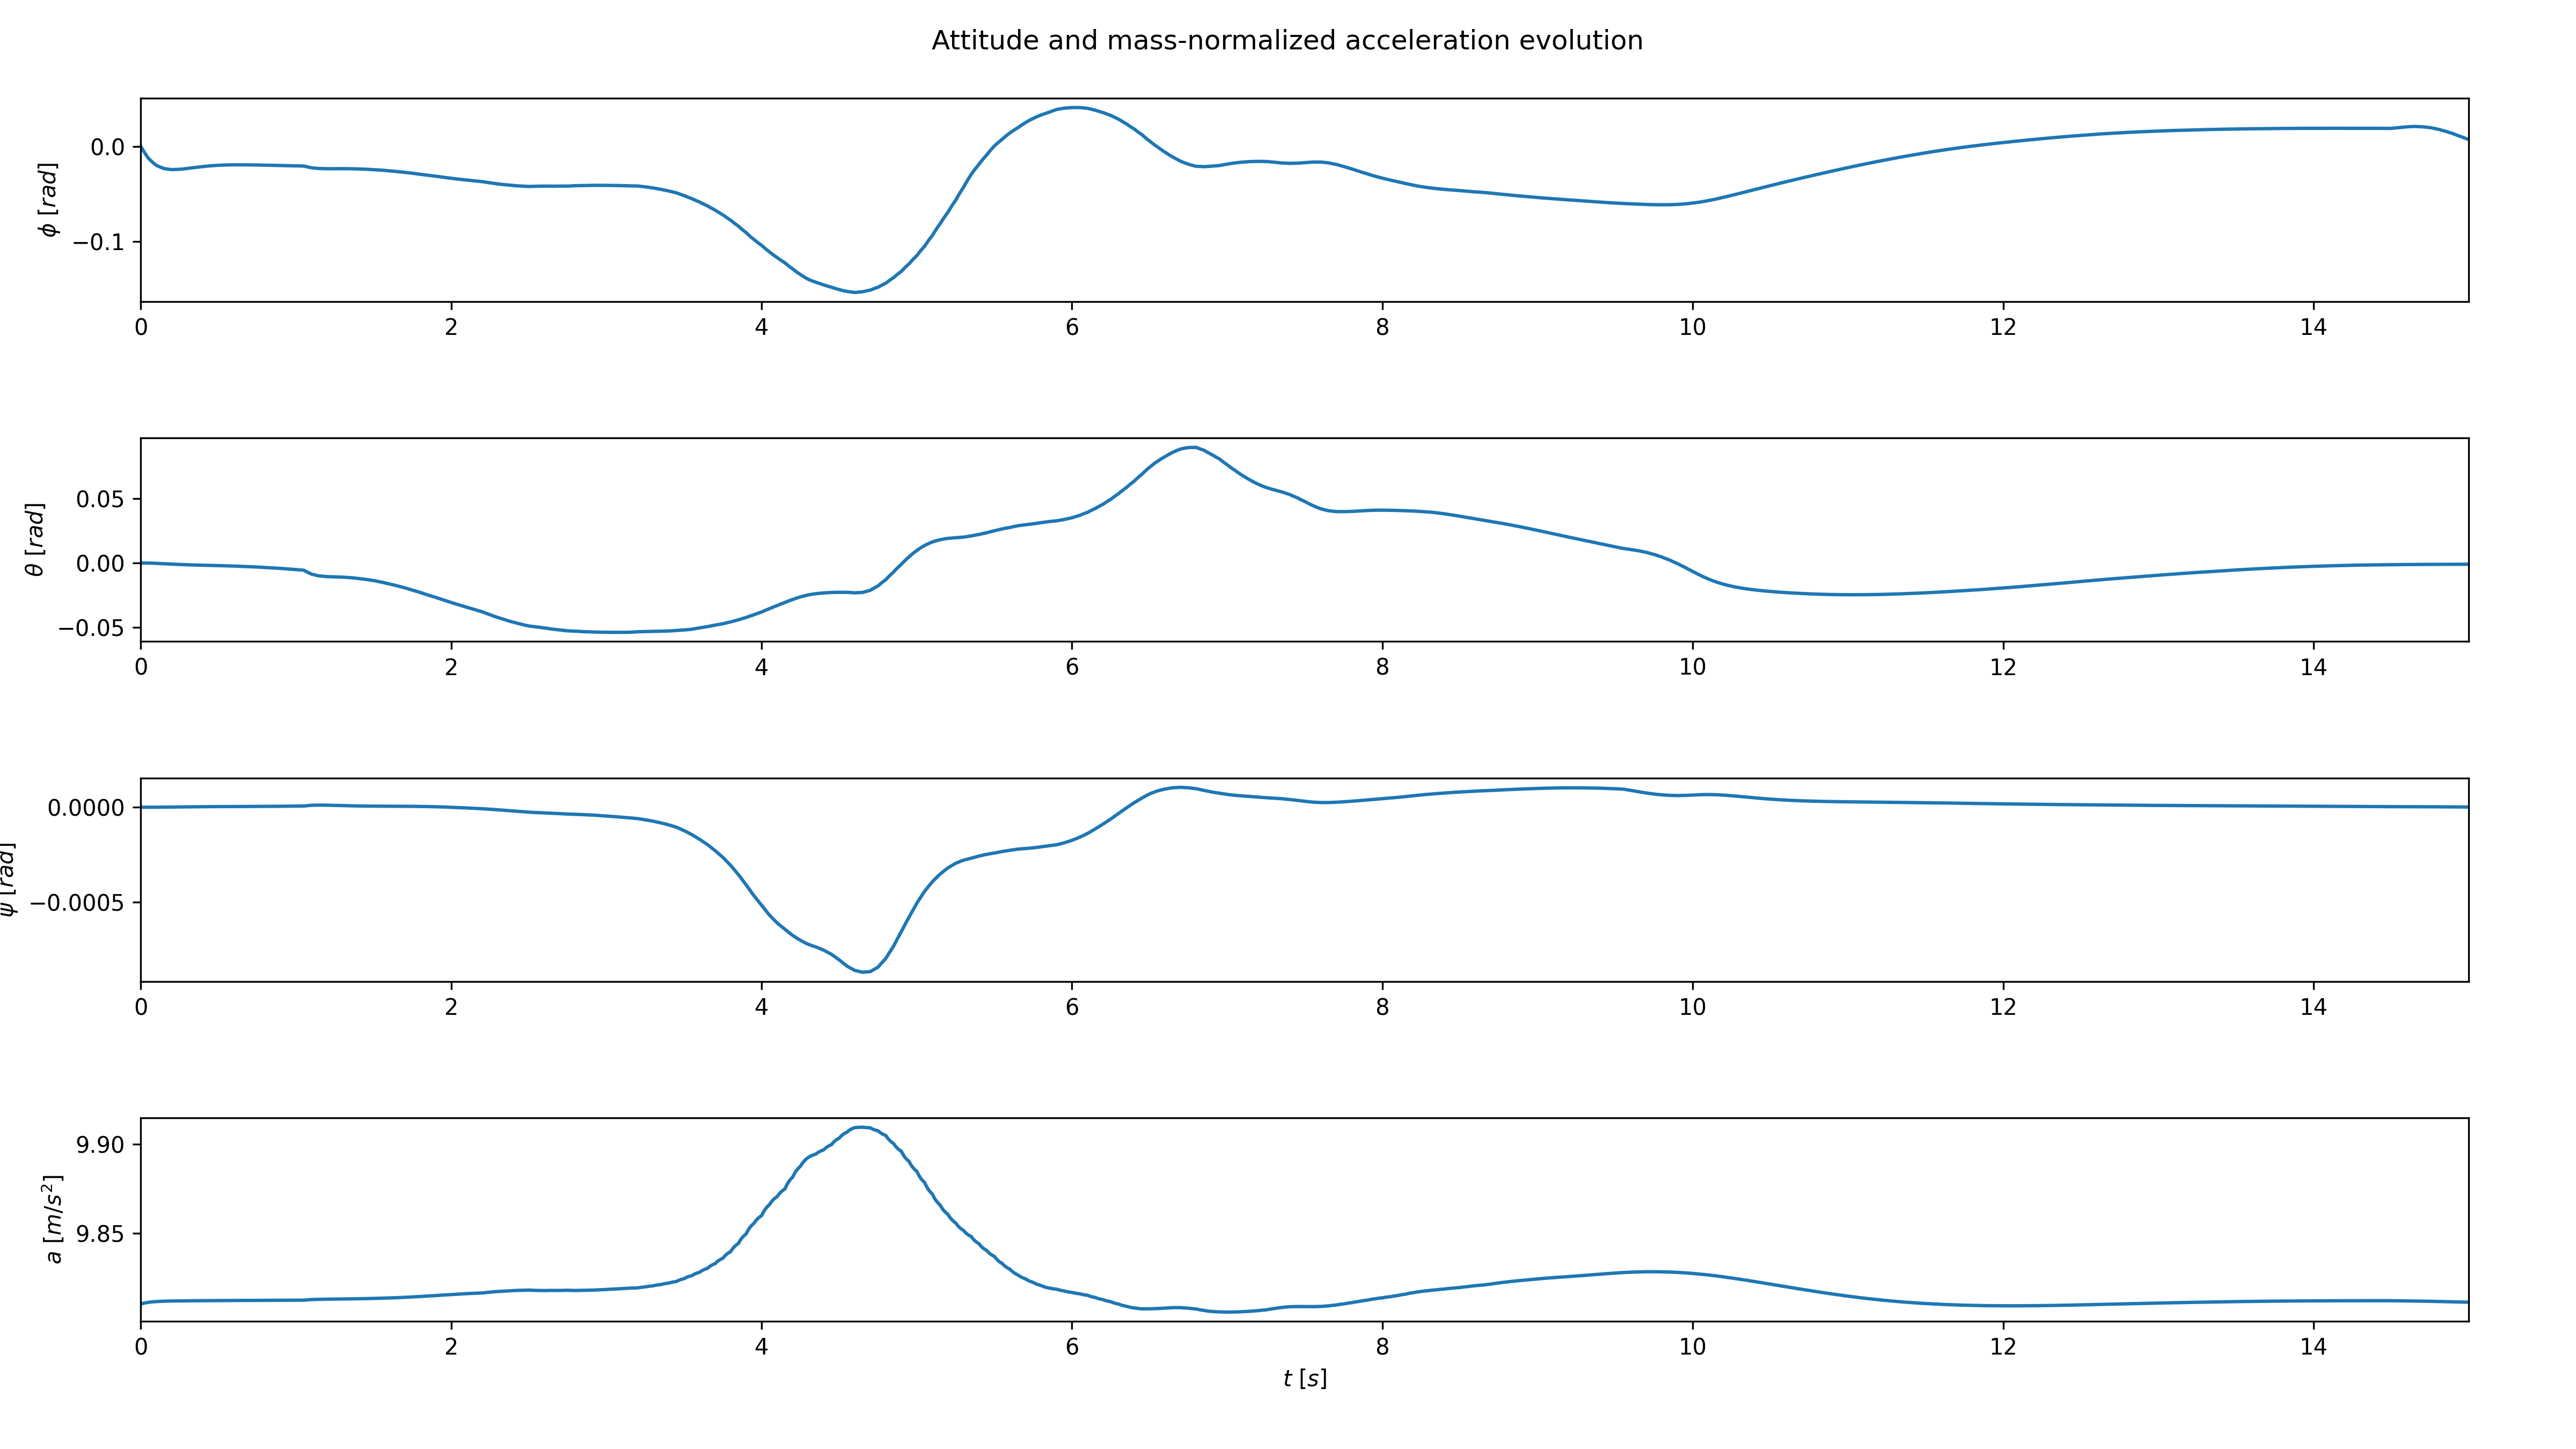 Attitude and mass-normalized acceleration evolution
ϕ [rad]
0.0
−0.1
0 2 4 6 8 10 12 14
θ [rad]
0.05
0.00
−0.05
0 2 4 6 8 10 12 14
ψ [rad]
0.0000
−0.0005
0 2 4 6 8 10 12 14
a [m/s²]
9.90
9.85
0 2 4 6 8 10 12 14
t [s]